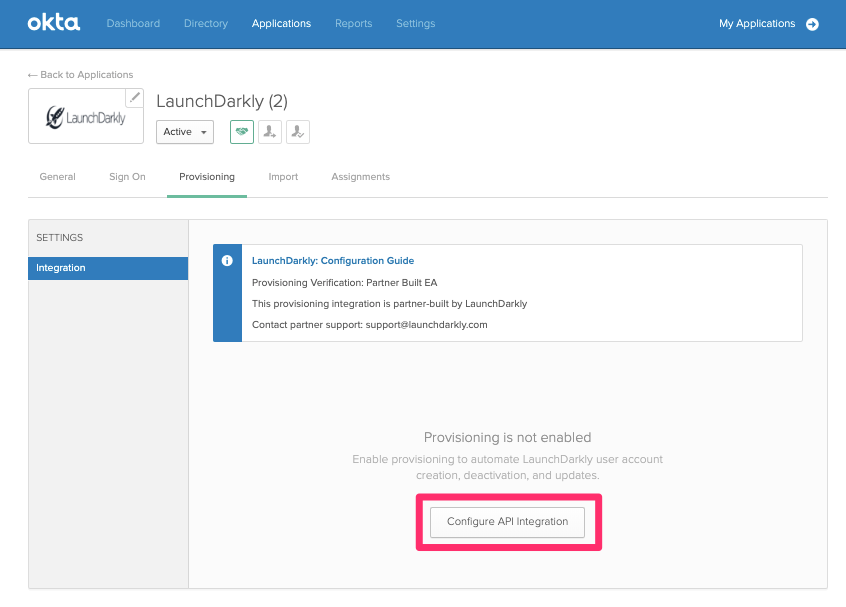 okta
Dashboard Directory Applications Reports Settings My Applications
← Back to Applications
LaunchDarkly
LaunchDarkly (2)
Active
General Sign On Provisioning Import Assignments
SETTINGS
Integration
LaunchDarkly: Configuration Guide
Provisioning Verification: Partner Built EA
This provisioning integration is partner-built by LaunchDarkly
Contact partner support: support@launchdarkly.com
Provisioning is not enabled
Enable provisioning to automate LaunchDarkly user account
creation, deactivation, and updates.
Configure API Integration